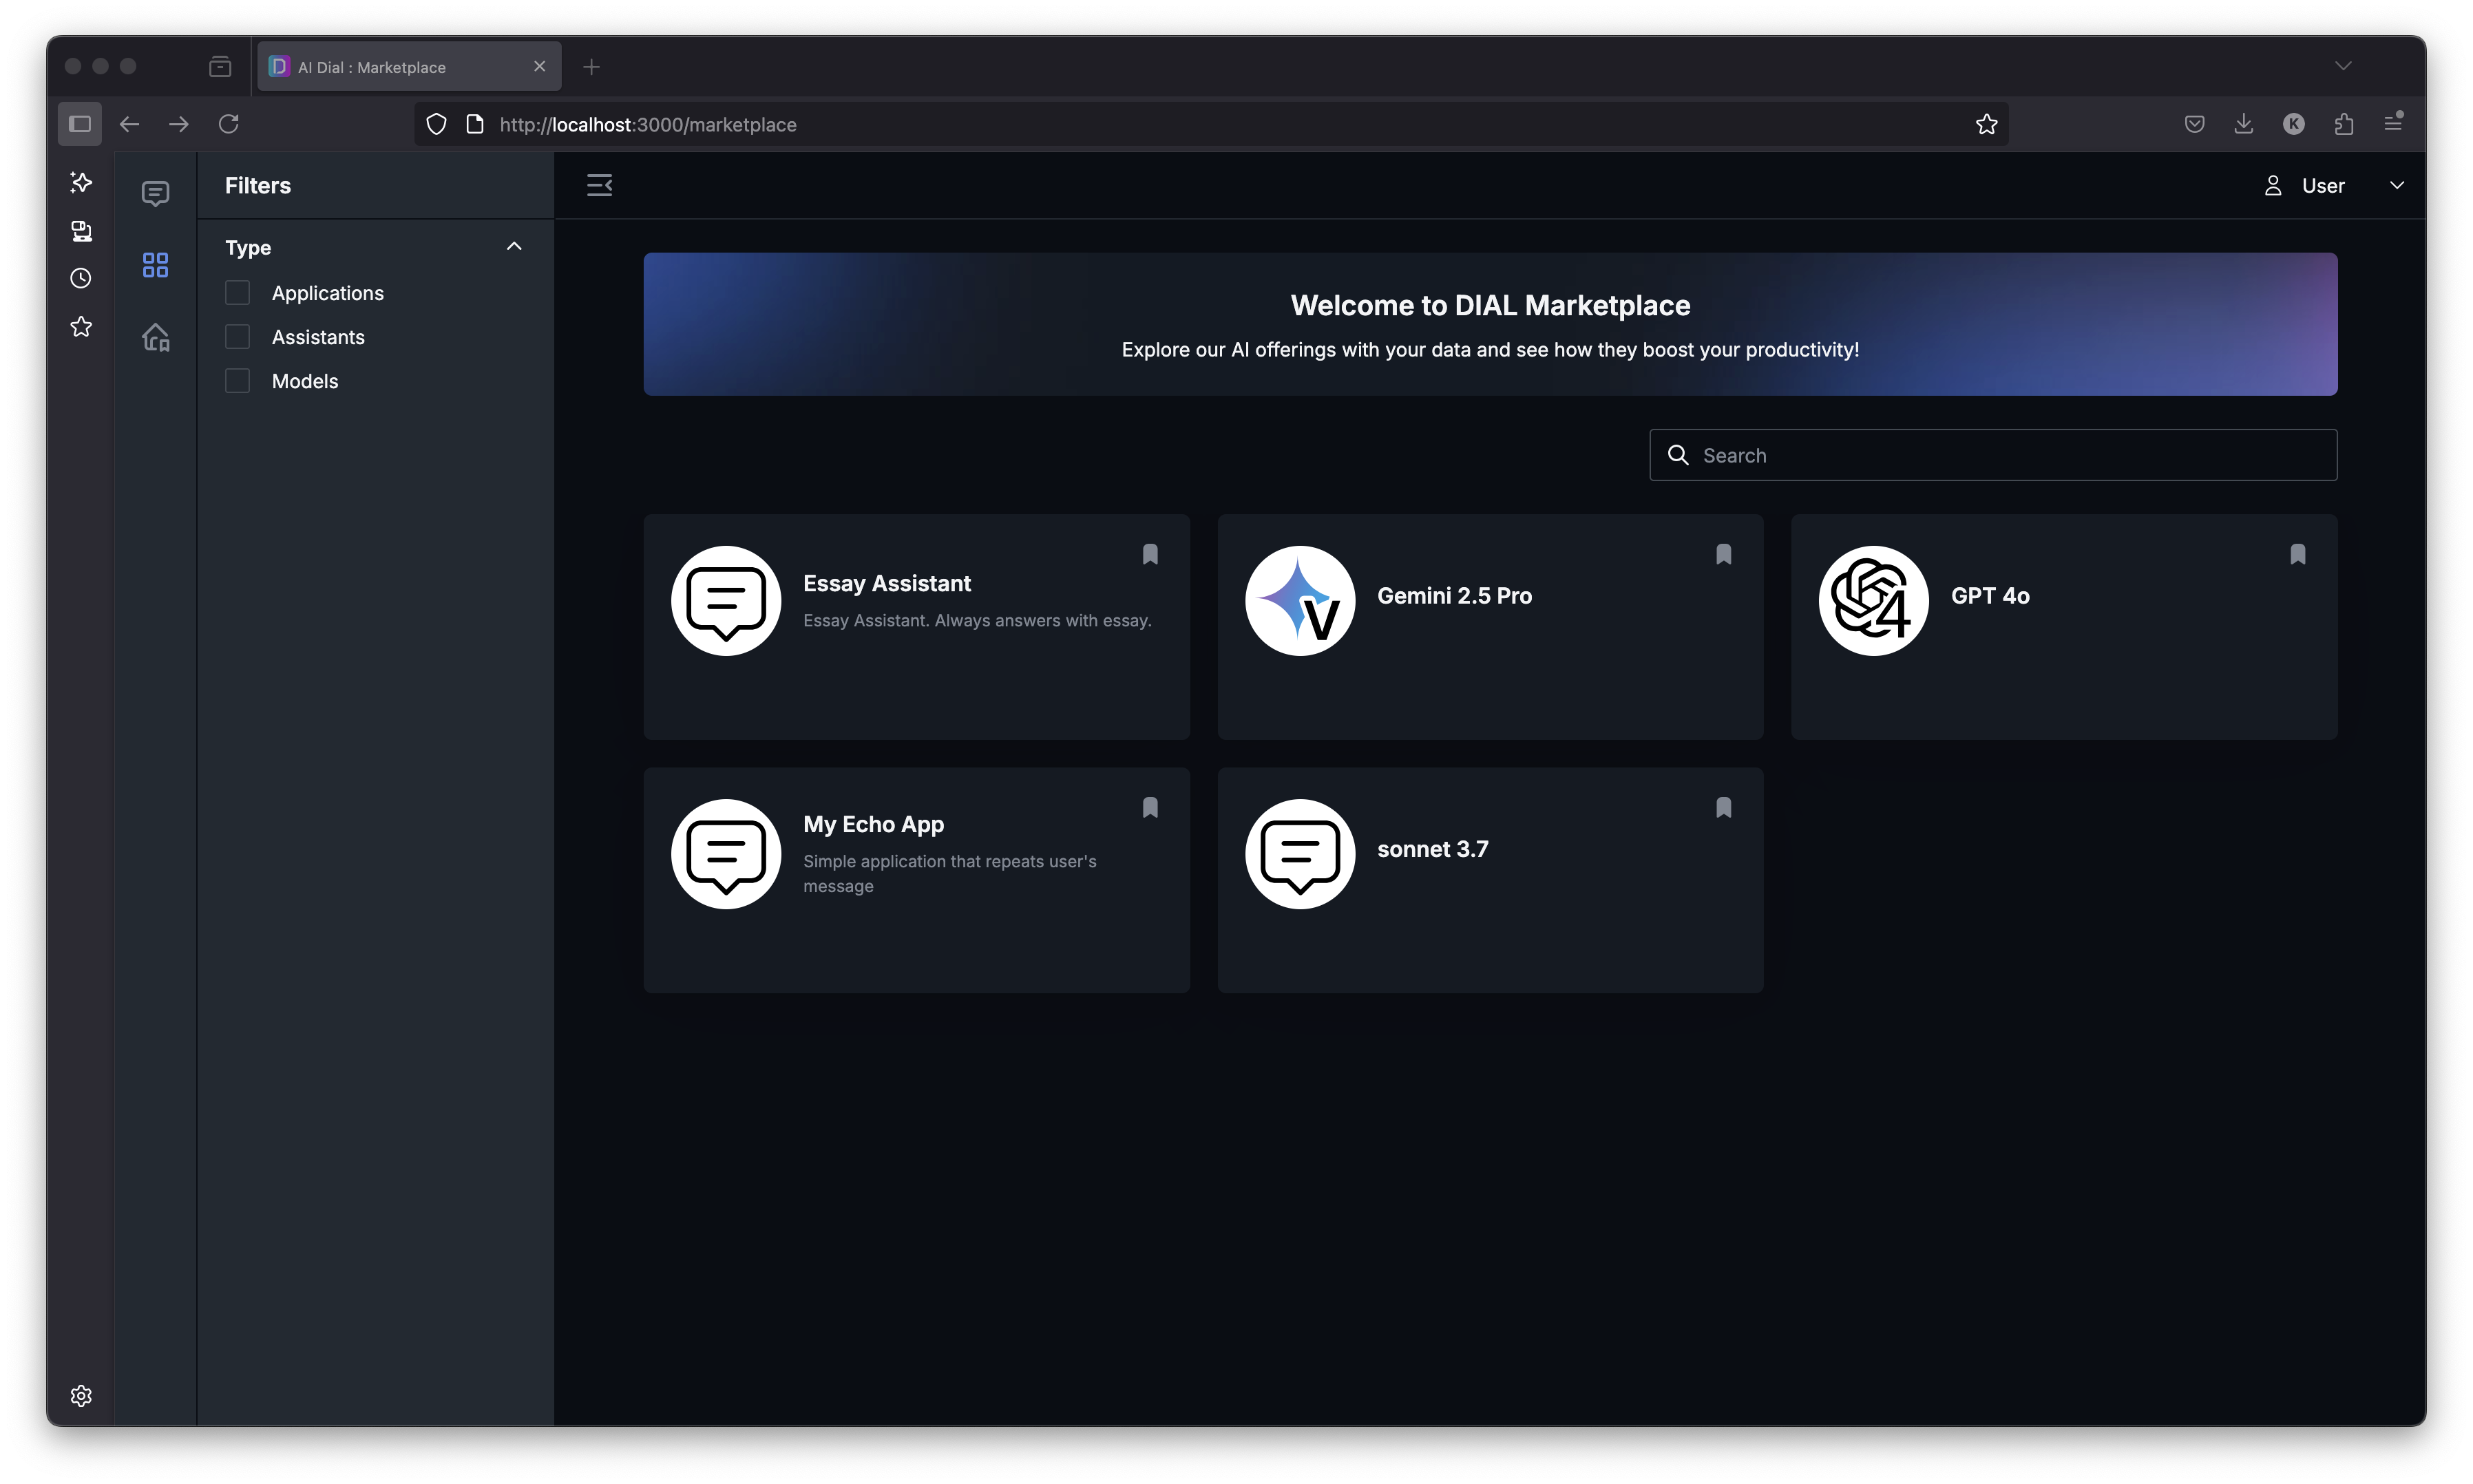 AI Dial : Marketplace
http://localhost:3000/marketplace
K
Filters
User
Type
Applications
Assistants
Models
Welcome to DIAL Marketplace
Explore our AI offerings with your data and see how they boost your productivity!
Search
Essay Assistant
Essay Assistant. Always answers with essay.
V
Gemini 2.5 Pro
4
GPT 4o
My Echo App
Simple application that repeats user's
message
sonnet 3.7